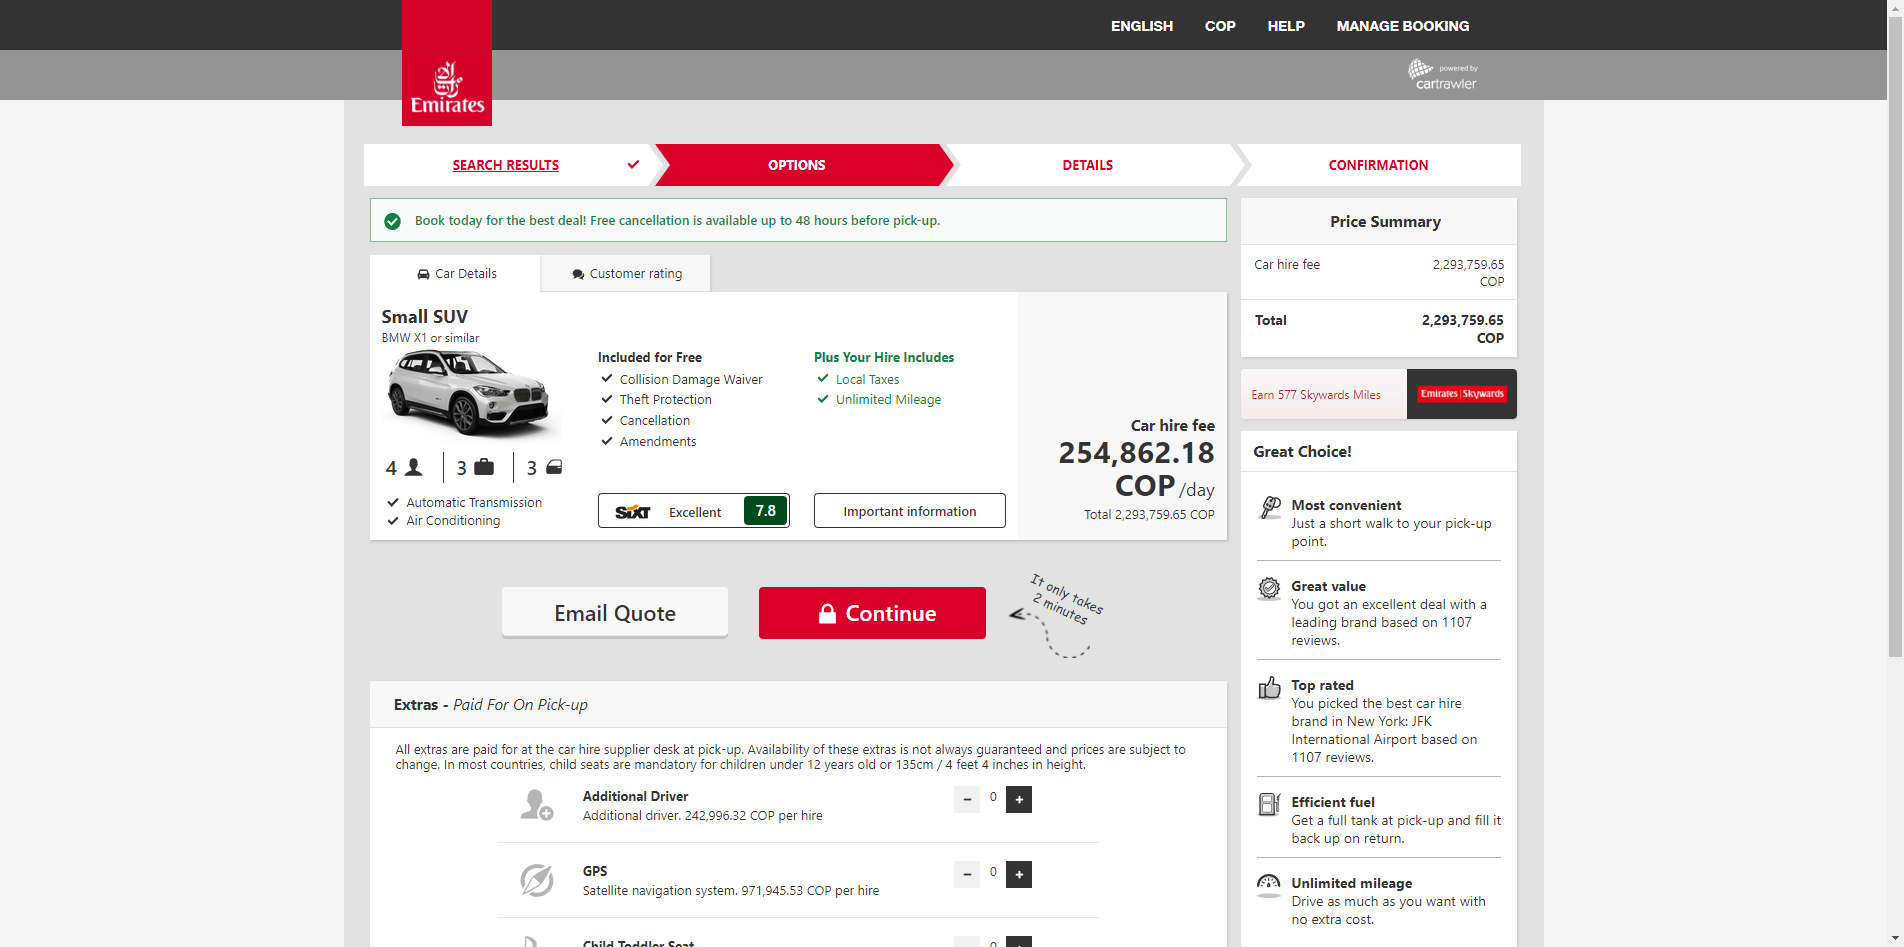 ENGLISH
COP
HELP
MANAGE BOOKING
Emirates
powered by
cartrawler
SEARCH RESULTS
OPTIONS
DETAILS
CONFIRMATION
Book today for the best deal! Free cancellation is available up to 48 hours before pick-up.
Car Details
Customer rating
Small SUV
BMW X1 or similar
4
3
3
Automatic Transmission
Air Conditioning
Included for Free
Collision Damage Waiver
Theft Protection
Cancellation
Amendments
SIXT
Excellent
7.8
Plus Your Hire Includes
Local Taxes
Unlimited Mileage
Important information
Car hire fee
254,862.18
COP /day
Total 2,293,759.65 COP
Email Quote
Continue
It only takes
2 minutes
Extras - Paid For On Pick-up
All extras are paid for at the car hire supplier desk at pick-up. Availability of these extras is not always guaranteed and prices are subject to
change. In most countries, child seats are mandatory for children under 12 years old or 135cm / 4 feet 4 inches in height.
Additional Driver
Additional driver. 242,996.32 COP per hire
− 0 +
GPS
Satellite navigation system. 971,945.53 COP per hire
− 0 +
Child Toddler Seat
0
Price Summary
Car hire fee
2,293,759.65
COP
Total
2,293,759.65
COP
Earn 577 Skywards Miles
Emirates | Skywards
Great Choice!
Most convenient
Just a short walk to your pick-up
point.
Great value
You got an excellent deal with a
leading brand based on 1107
reviews.
Top rated
You picked the best car hire
brand in New York: JFK
International Airport based on
1107 reviews.
Efficient fuel
Get a full tank at pick-up and fill it
back up on return.
Unlimited mileage
Drive as much as you want with
no extra cost.